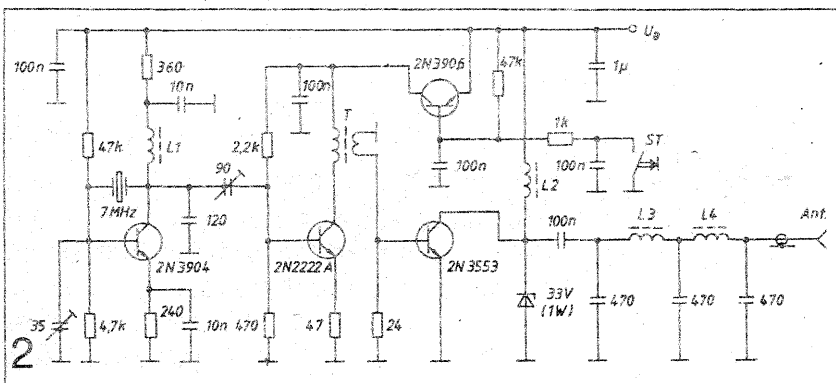 U_B
100n
360
2N3906
47k
1µ
10n
100n
47k
L1
2,2k
T
1k
ST
90
100n
100n
L2
7MHz
120
100n
L3
L4
Ant.
2N3904
2N2222A
2N3553
33V
(1W)
35
4,7k
240
10n
470
47
24
470
470
470
2